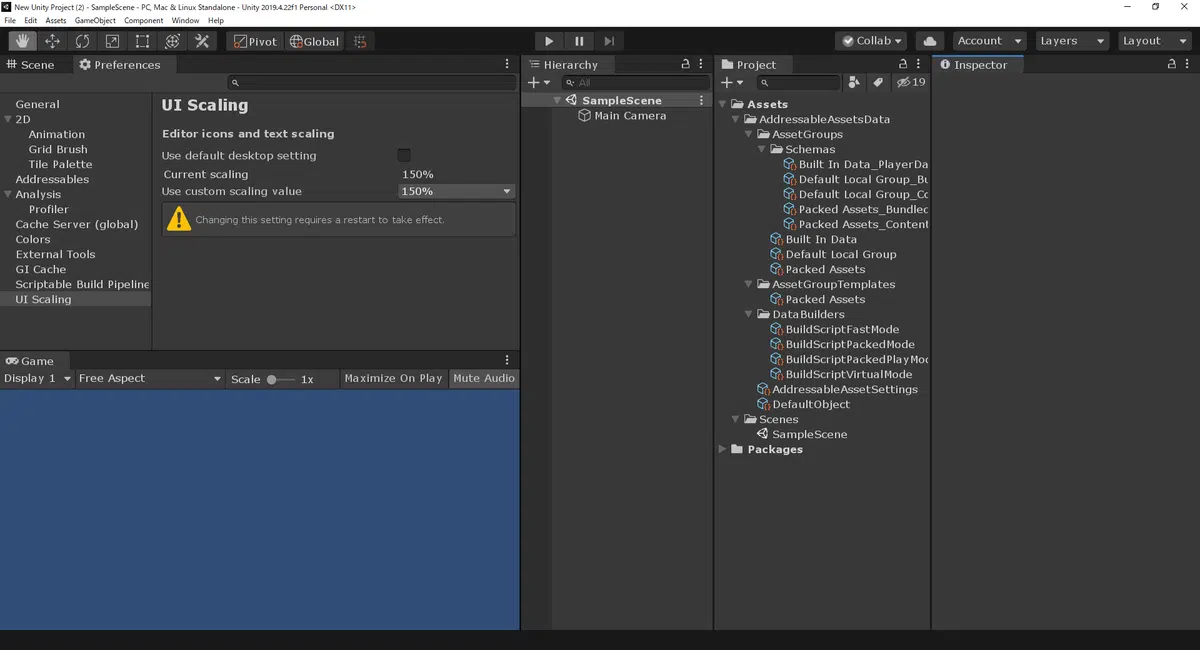 New Unity Project (2) - SampleScene - PC, Mac & Linux Standalone - Unity 2019.4.22f1 Personal <DX11>
File Edit Assets GameObject Component Window Help
Pivot Global Collab Account Layers Layout
Scene Preferences
General
2D
Animation
Grid Brush
Tile Palette
Addressables
Analysis
Profiler
Cache Server (global)
Colors
External Tools
GI Cache
Scriptable Build Pipeline
UI Scaling
UI Scaling
Editor icons and text scaling
Use default desktop setting
Current scaling 150%
Use custom scaling value 150%
Changing this setting requires a restart to take effect.
Game
Display 1 Free Aspect Scale 1x Maximize On Play Mute Audio
Hierarchy
All
SampleScene
Main Camera
Project
19
Assets
AddressableAssetsData
AssetGroups
Schemas
Built In Data_PlayerDa
Default Local Group_Bu
Default Local Group_Co
Packed Assets_Bundled
Packed Assets_Content
Built In Data
Default Local Group
Packed Assets
AssetGroupTemplates
Packed Assets
DataBuilders
BuildScriptFastMode
BuildScriptPackedMode
BuildScriptPackedPlayMod
BuildScriptVirtualMode
AddressableAssetSettings
DefaultObject
Scenes
SampleScene
Packages
Inspector